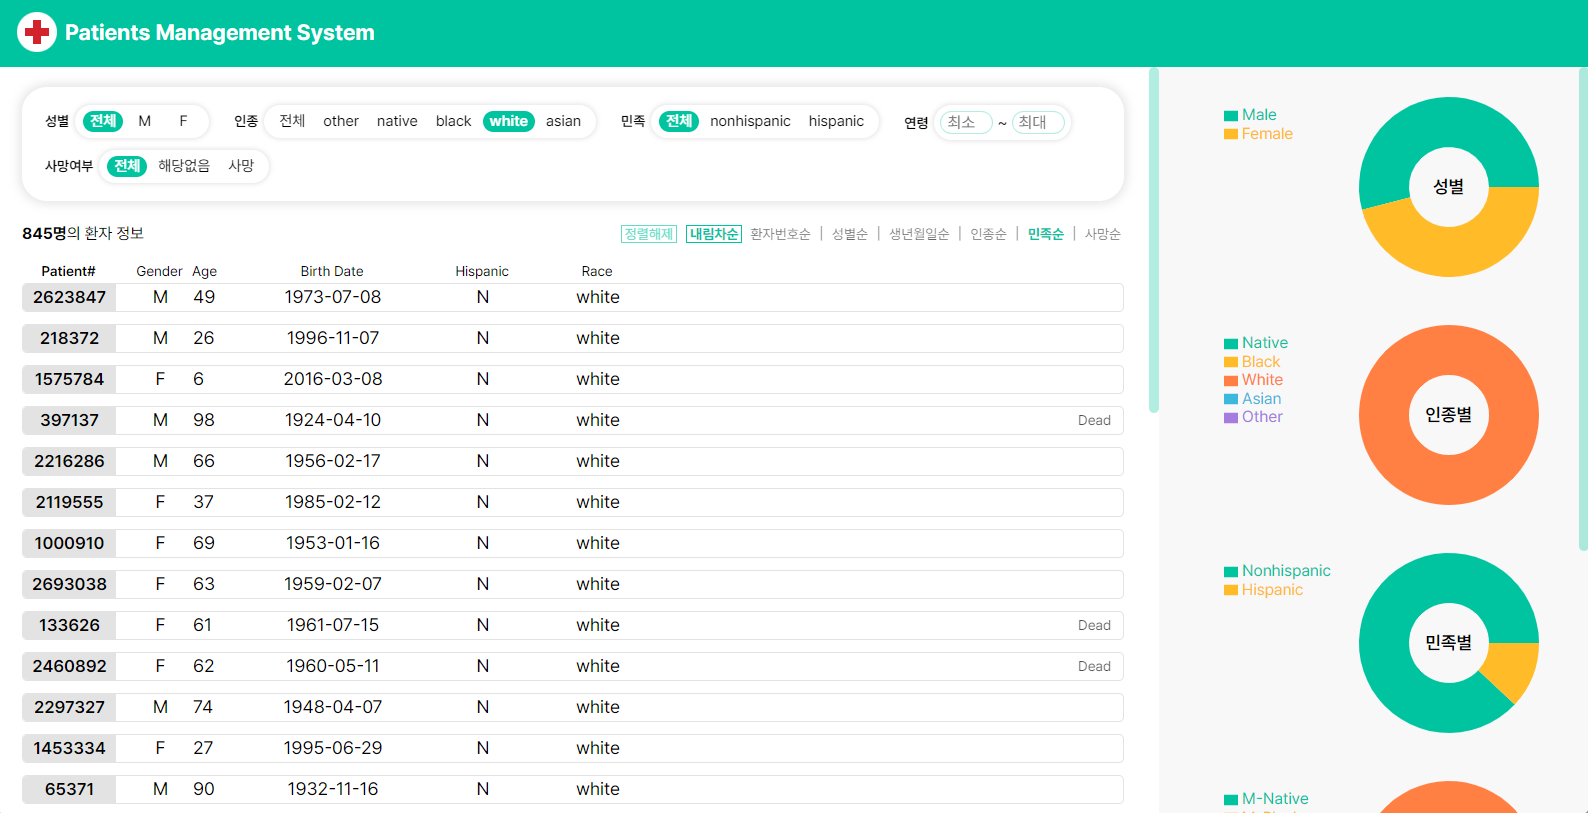 Patients Management System
성별 전체 M F 인종 전체 other native black white asian 민족 전체 nonhispanic hispanic 연령 최소 ~ 최대
사망여부 전체 해당없음 사망
845명의 환자 정보 정렬해제 내림차순 환자번호순 | 성별순 | 생년월일순 | 인종순 | 민족순 | 사망순
Patient# Gender Age Birth Date Hispanic Race
2623847 M 49 1973-07-08 N white
218372 M 26 1996-11-07 N white
1575784 F 6 2016-03-08 N white
397137 M 98 1924-04-10 N white Dead
2216286 M 66 1956-02-17 N white
2119555 F 37 1985-02-12 N white
1000910 F 69 1953-01-16 N white
2693038 F 63 1959-02-07 N white
133626 F 61 1961-07-15 N white Dead
2460892 F 62 1960-05-11 N white Dead
2297327 M 74 1948-04-07 N white
1453334 F 27 1995-06-29 N white
65371 M 90 1932-11-16 N white
Male
Female
성별
Native
Black
White
Asian
Other
인종별
Nonhispanic
Hispanic
민족별
M-Native